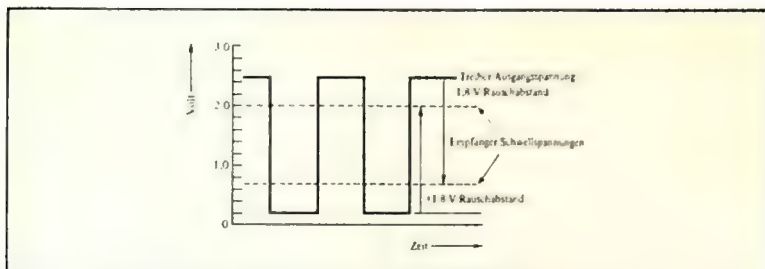 3.0
Treiber Ausgangsspannung
1,8 V Rauschabstand
Volt
2.0
Empfänger Schwellspannungen
1.0
+1.8 V Rauschabstand
0
Zeit